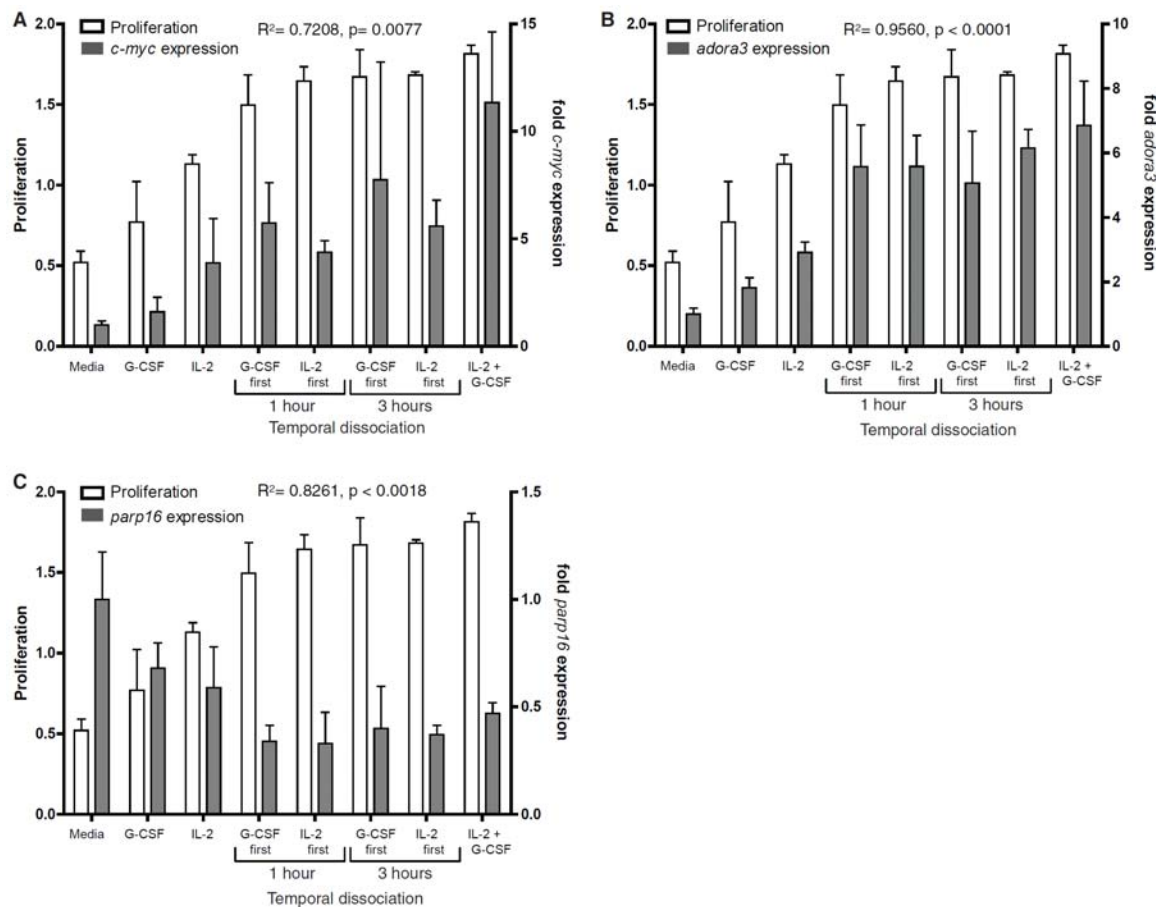 A
Proliferation
c-myc expression
R²= 0.7208, p= 0.0077
2.0
1.5
1.0
0.5
0.0
Proliferation
15
10
5
0
fold c-myc expression
Media
G-CSF
IL-2
G-CSF first
IL-2 first
G-CSF first
IL-2 first
IL-2 + G-CSF
1 hour
3 hours
Temporal dissociation
B
Proliferation
adora3 expression
R²= 0.9560, p < 0.0001
2.0
1.5
1.0
0.5
0.0
Proliferation
10
8
6
4
2
0
fold adora3 expression
Media
G-CSF
IL-2
G-CSF first
IL-2 first
G-CSF first
IL-2 first
IL-2 + G-CSF
1 hour
3 hours
Temporal dissociation
C
Proliferation
parp16 expression
R²= 0.8261, p < 0.0018
2.0
1.5
1.0
0.5
0.0
Proliferation
1.5
1.0
0.5
0.0
fold parp16 expression
Media
G-CSF
IL-2
G-CSF first
IL-2 first
G-CSF first
IL-2 first
IL-2 + G-CSF
1 hour
3 hours
Temporal dissociation